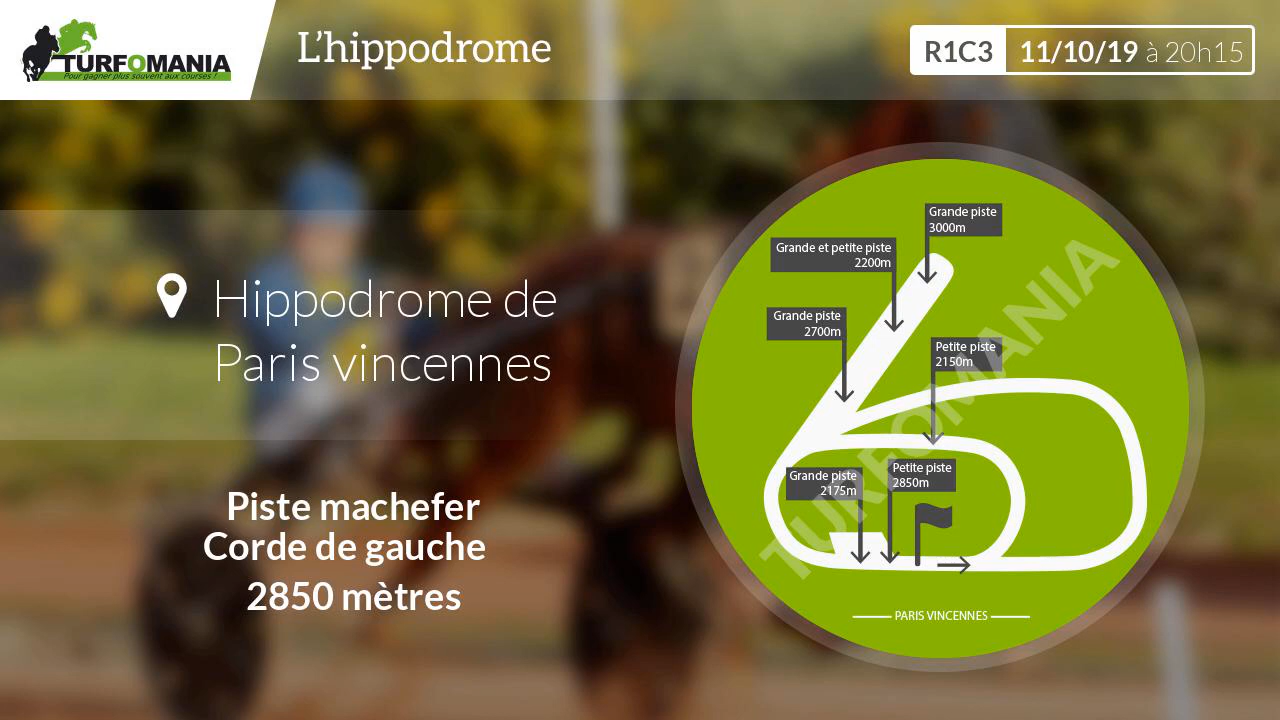 TURFOMANIA
Pour gagner plus souvent aux courses !
L'hippodrome
R1C3 11/10/19 à 20h15
Hippodrome de
Paris vincennes
Piste machefer
Corde de gauche
2850 mètres
Grande piste
3000m
Grande et petite piste
2200m
Grande piste
2700m
Petite piste
2150m
Grande piste
2175m
Petite piste
2850m
TURFOMANIA
PARIS VINCENNES